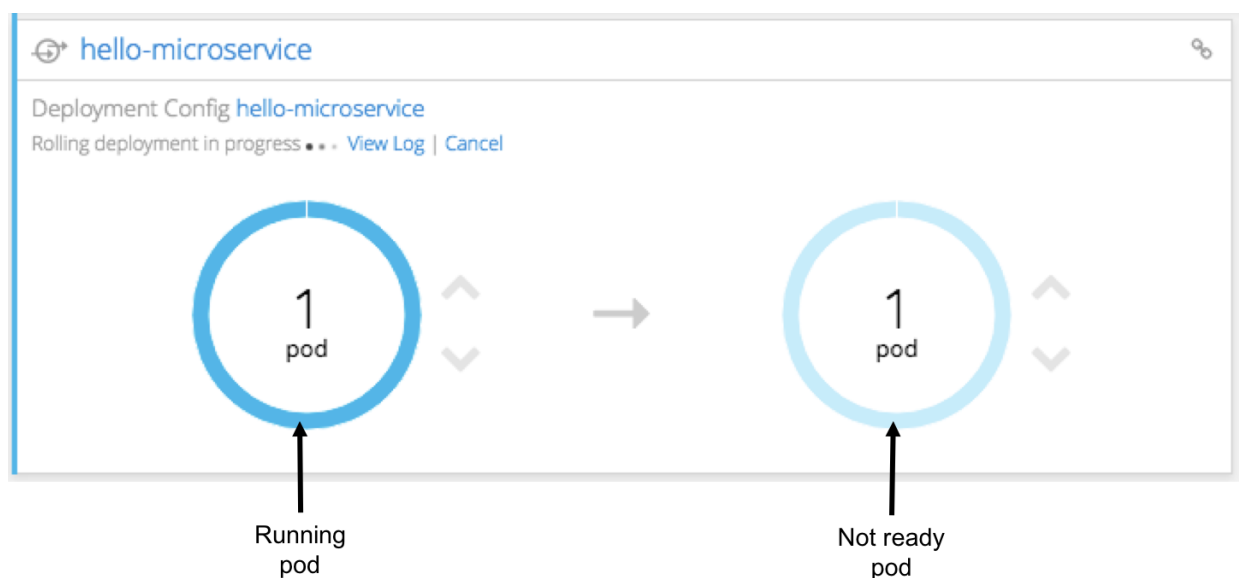 hello-microservice
Deployment Config hello-microservice
Rolling deployment in progress View Log | Cancel
1
pod
1
pod
Running
pod
Not ready
pod